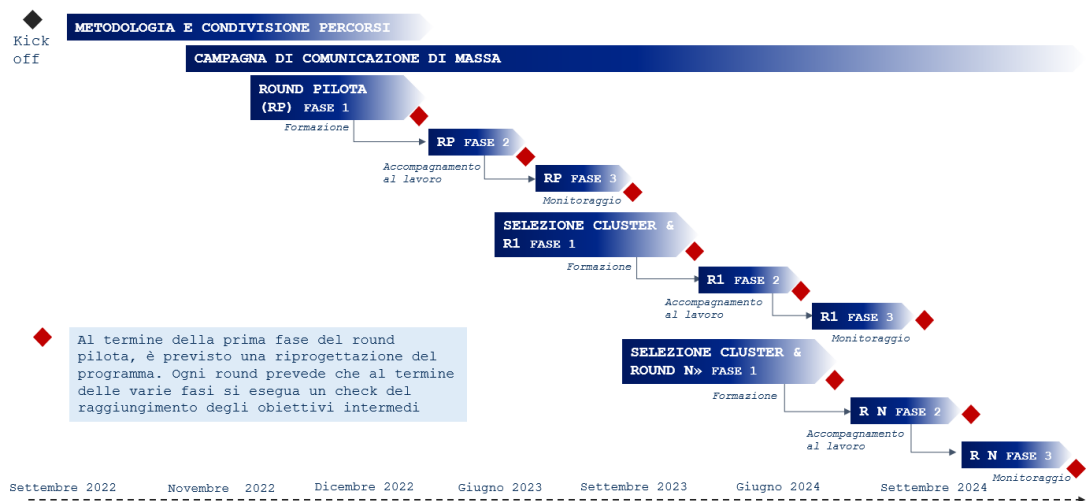 Kick
off
METODOLOGIA E CONDIVISIONE PERCORSI
CAMPAGNA DI COMUNICAZIONE DI MASSA
ROUND PILOTA
(RP) FASE 1
Formazione
RP FASE 2
Accompagnamento
al lavoro
RP FASE 3
Monitoraggio
SELEZIONE CLUSTER &
R1 FASE 1
Formazione
R1 FASE 2
Accompagnamento
al lavoro
R1 FASE 3
Monitoraggio
Al termine della prima fase del round
pilota, è previsto una riprogettazione del
programma. Ogni round prevede che al termine
delle varie fasi si esegua un check del
raggiungimento degli obiettivi intermedi
SELEZIONE CLUSTER &
ROUND N» FASE 1
Formazione
R N FASE 2
Accompagnamento
al lavoro
R N FASE 3
Monitoraggio
Settembre 2022 Novembre 2022 Dicembre 2022 Giugno 2023 Settembre 2023 Giugno 2024 Settembre 2024